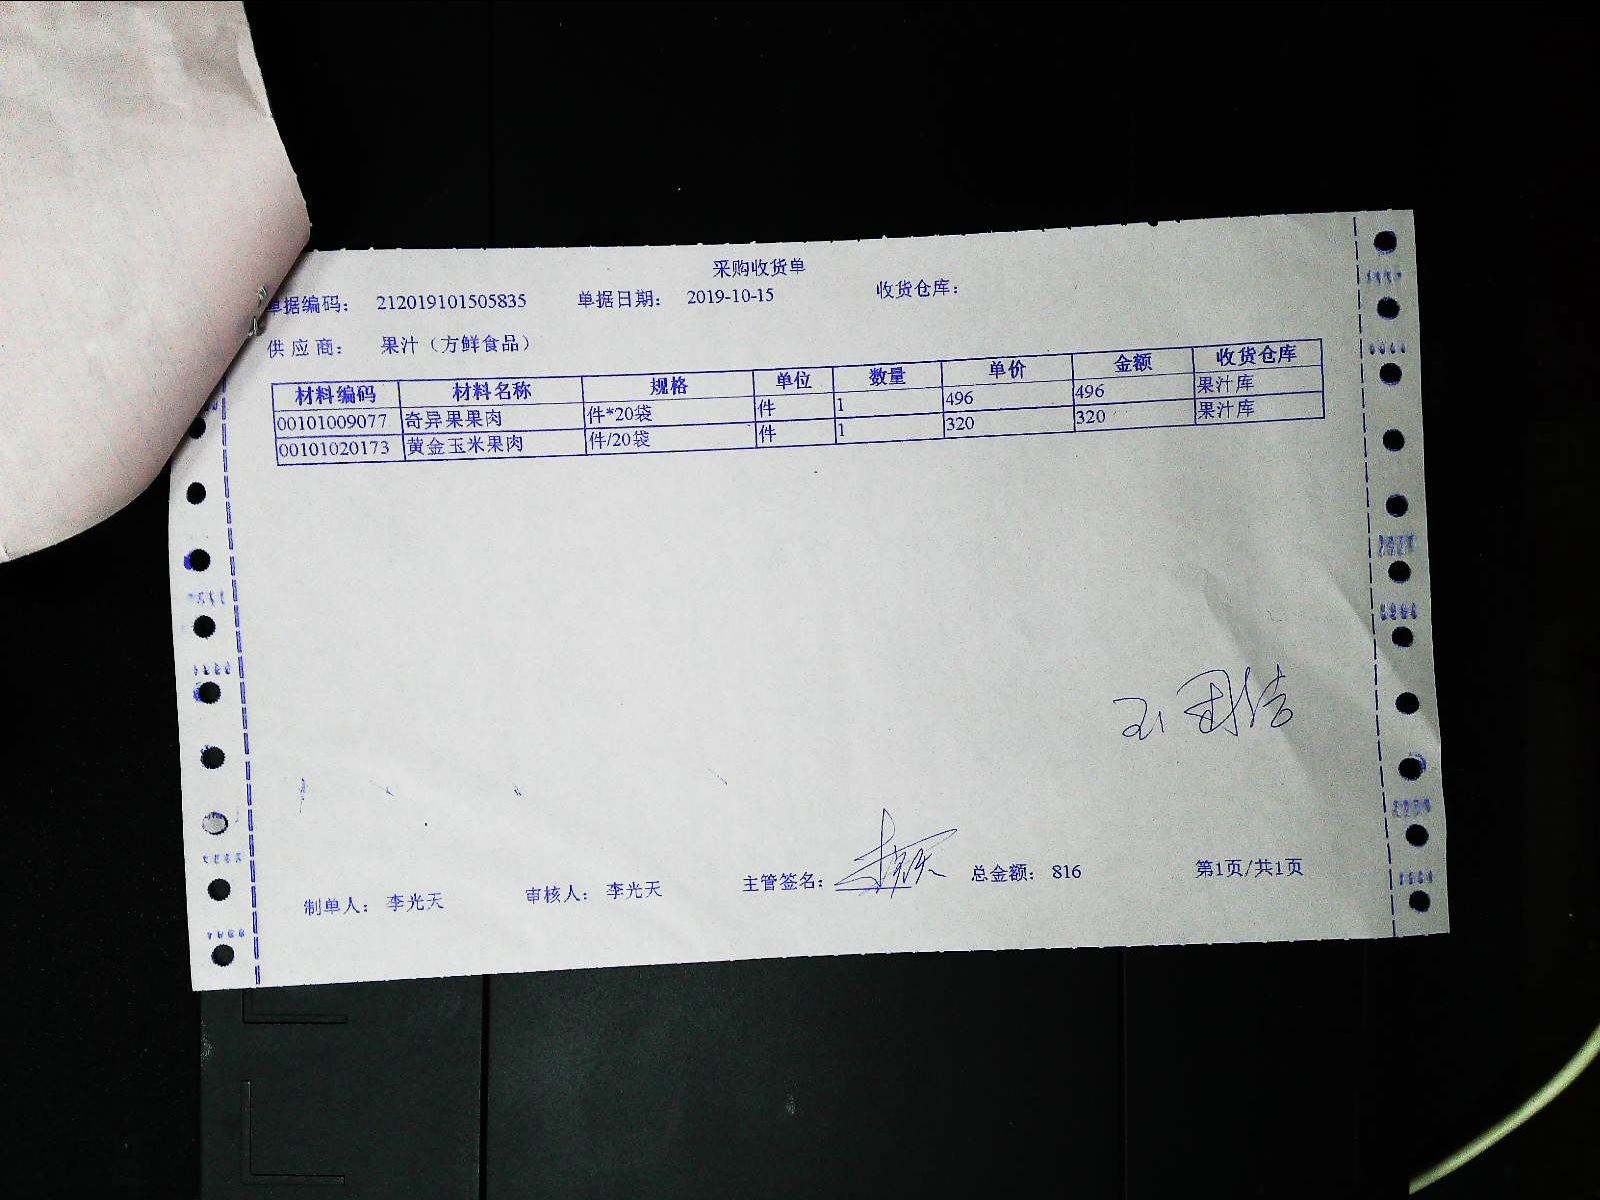 采购收货单
单据编码： 212019101505835 单据日期： 2019-10-15 收货仓库：
供应商： 果汁（方鲜食品）
材料编码 材料名称 规格 单位 数量 单价 金额 收货仓库
00101009077 奇异果果肉 件*20袋 件 1 496 496 果汁库
00101020173 黄金玉米果肉 件/20袋 件 1 320 320 果汁库
制单人： 李光天 审核人： 李光天 主管签名： 总金额： 816 第1页/共1页